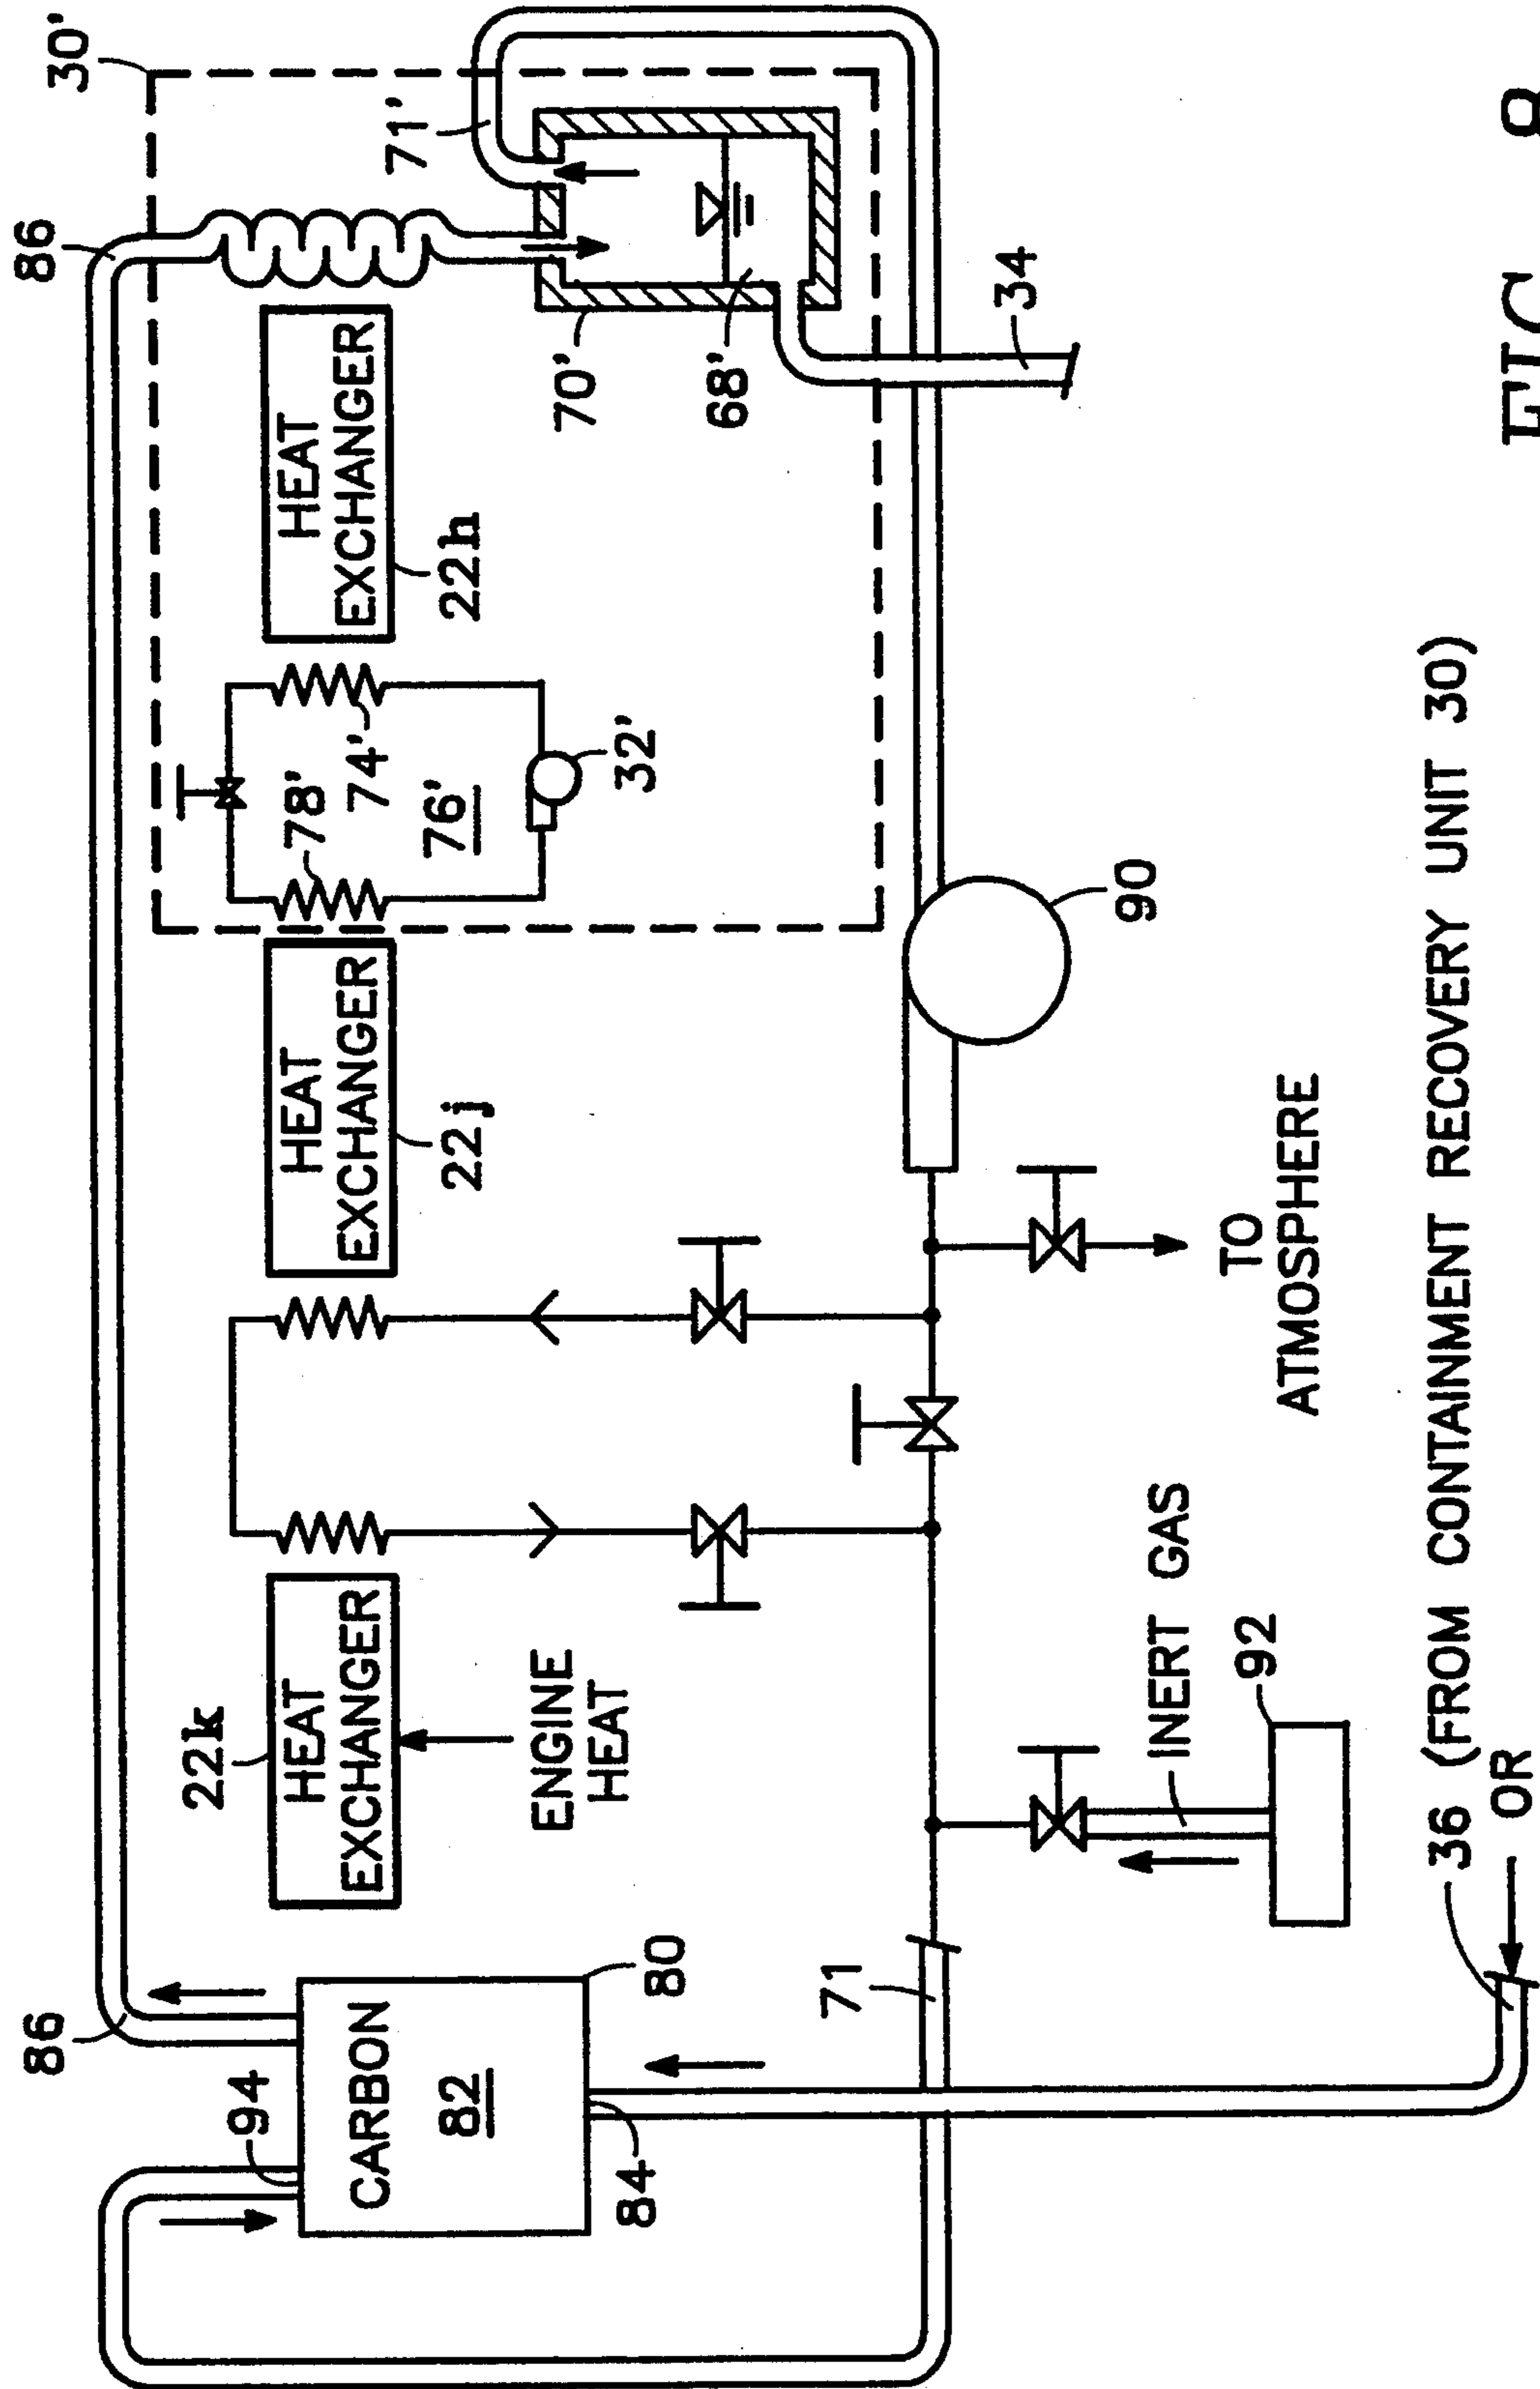 30'
86
71'
HEAT
EXCHANGER
22h
70'
68'
34
78'
74'
76'
32'
HEAT
EXCHANGER
22j
90
TO
ATMOSPHERE
22k
HEAT
EXCHANGER
ENGINE
HEAT
INERT GAS
92
86
94
CARBON
82
80
84
71
36 (FROM CONTAINMENT RECOVERY UNIT 30)
OR